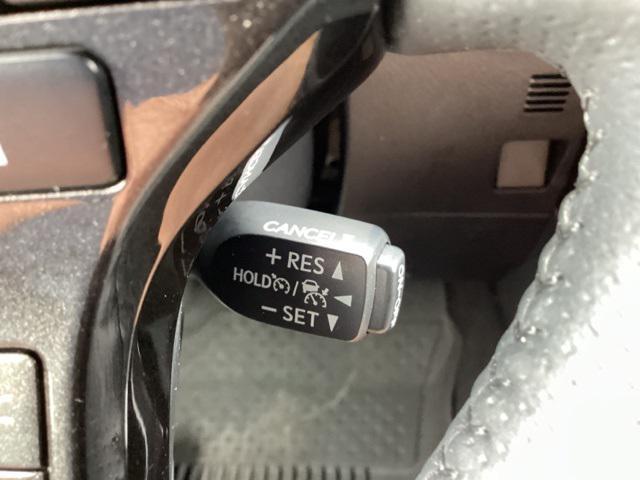 CANCEL
+ RES ▲
HOLD / ◀
− SET ▼